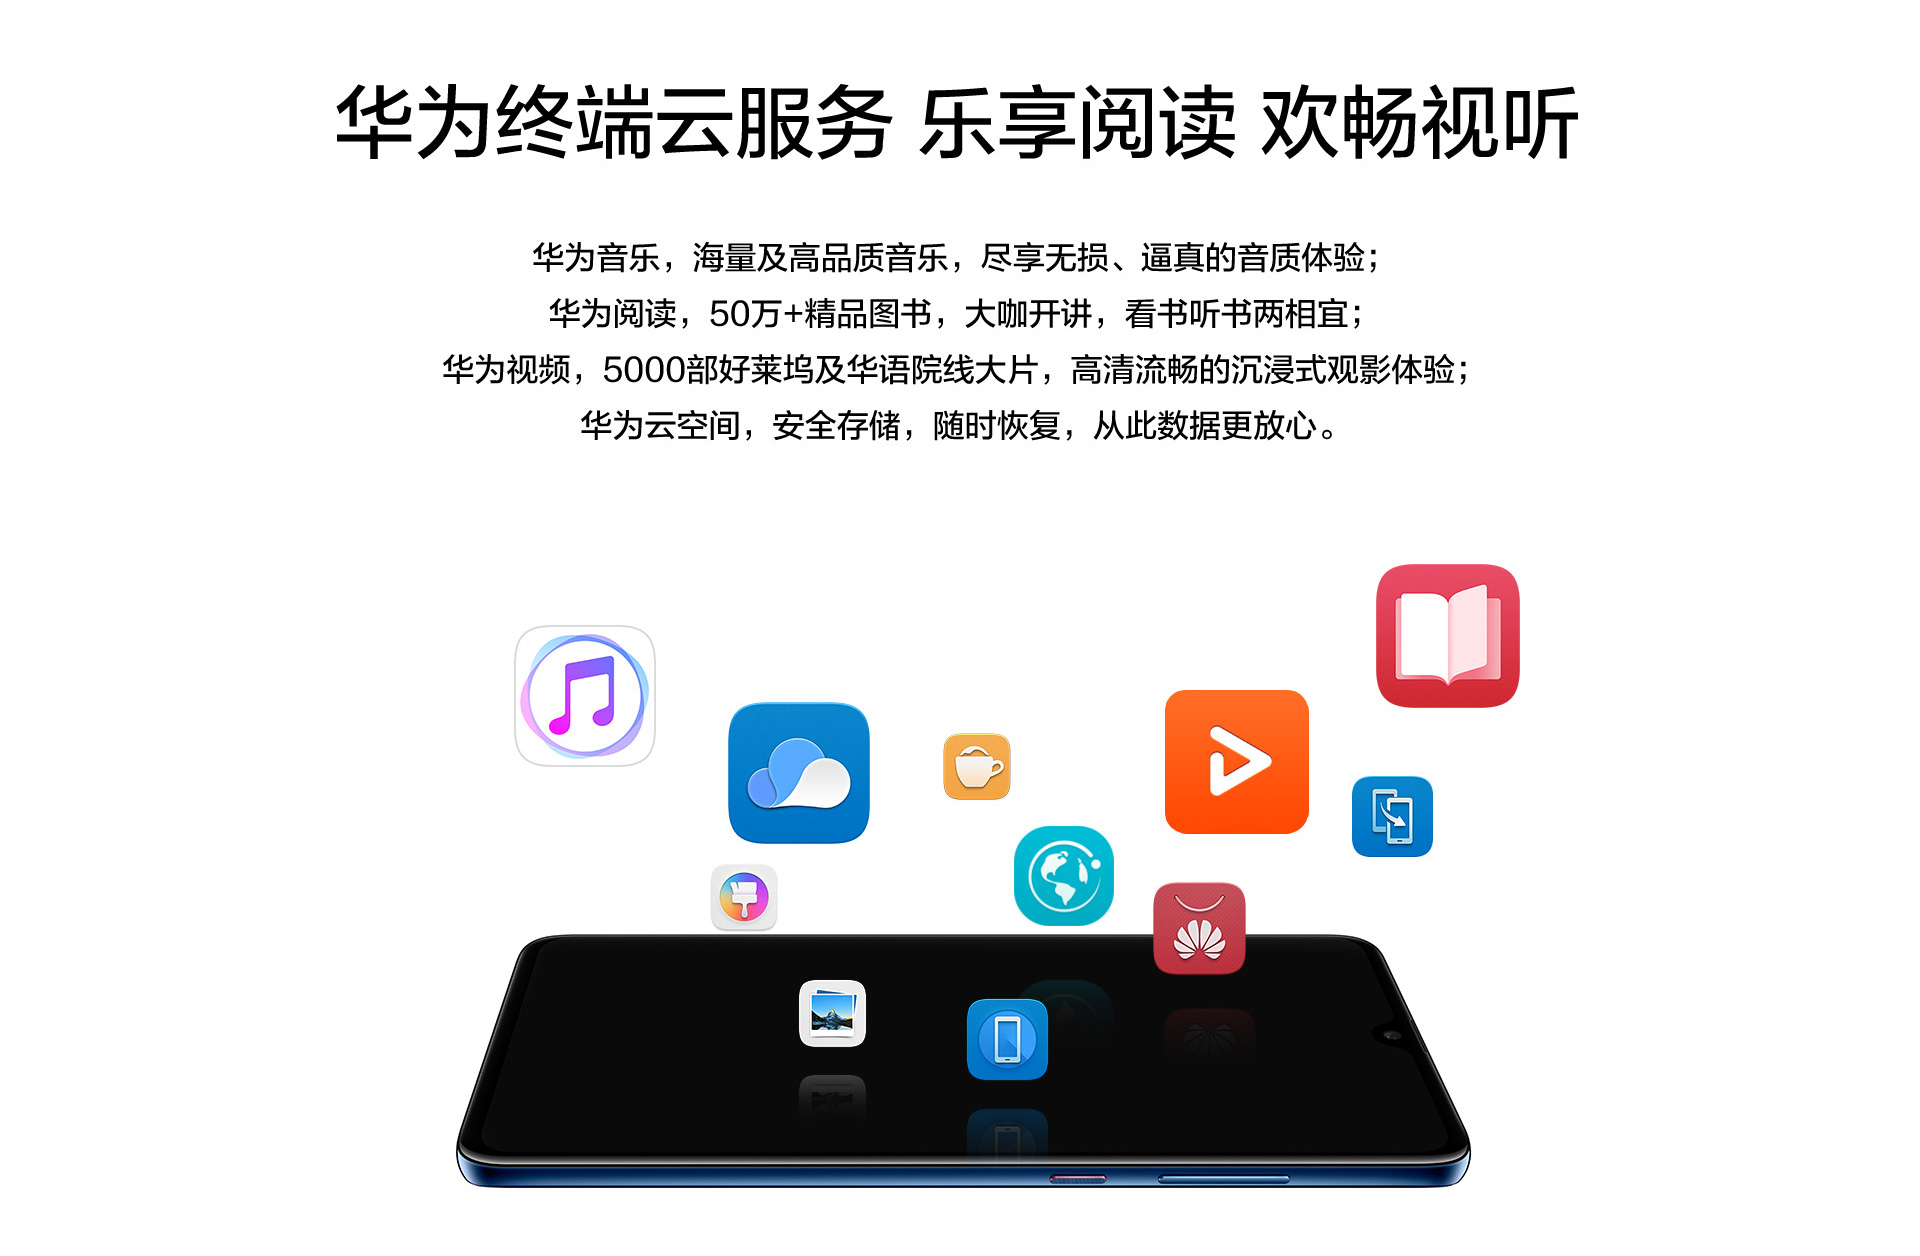 华为终端云服务 乐享阅读 欢畅视听
华为音乐，海量及高品质音乐，尽享无损、逼真的音质体验；
华为阅读，50万+精品图书，大咖开讲，看书听书两相宜；
华为视频，5000部好莱坞及华语院线大片，高清流畅的沉浸式观影体验；
华为云空间，安全存储，随时恢复，从此数据更放心。